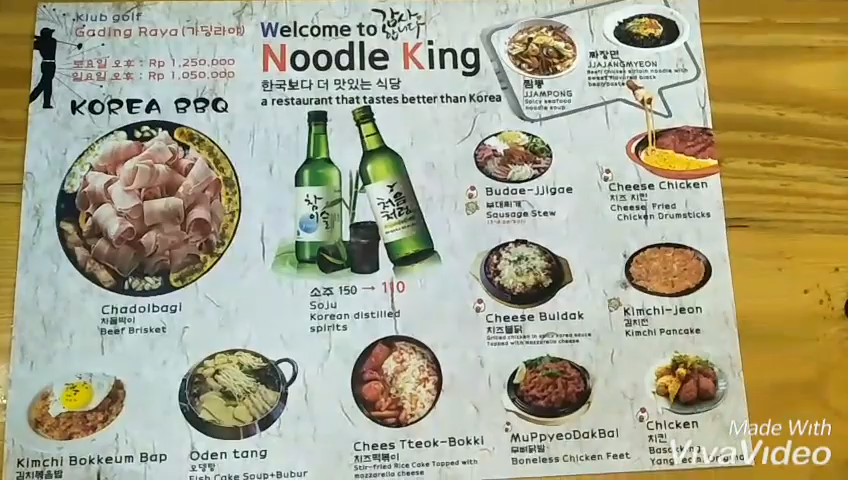 Klub golf
Gading Raya (가딩라야)
토요일 오후 : Rp 1,250,000
일요일 오후 : Rp 1,050,000
KOREA BBQ
Welcome to 감사합니다
Noodle King
한국보다 더 맛있는 식당
a restaurant that tastes better than Korea
짬뽕
JJAMPONG
Spicy seafood
noodle soup
짜장면
JJAJANGMYEON
참이슬
처음처럼
Budae-jjigae
부대찌개
Sausage Stew
Cheese Chicken
치즈 치킨
Cheese Fried
Chicken Drumsticks
Chadolbagi
차돌박이
Beef Brisket
소주 150 → 110
Soju
Korean distilled
spirits
Cheese Buldak
치즈불닭
Grilled chicken in spicy korea sauce
Topped with mozzarella cheese
Kimchi-Jeon
김치전
Kimchi Pancake
Kimchi Bokkeum Bap
김치볶음밥
Oden tang
오뎅탕
Fish Cake Soup+Bubur
Chees Tteok-Bokki
치즈떡볶이
Stir-fried Rice Cake Topped with
mozzarella cheese
MuPpyeoDakBal
무뼈닭발
Boneless Chicken Feet
Chicken
치킨
Made With
VivaVideo